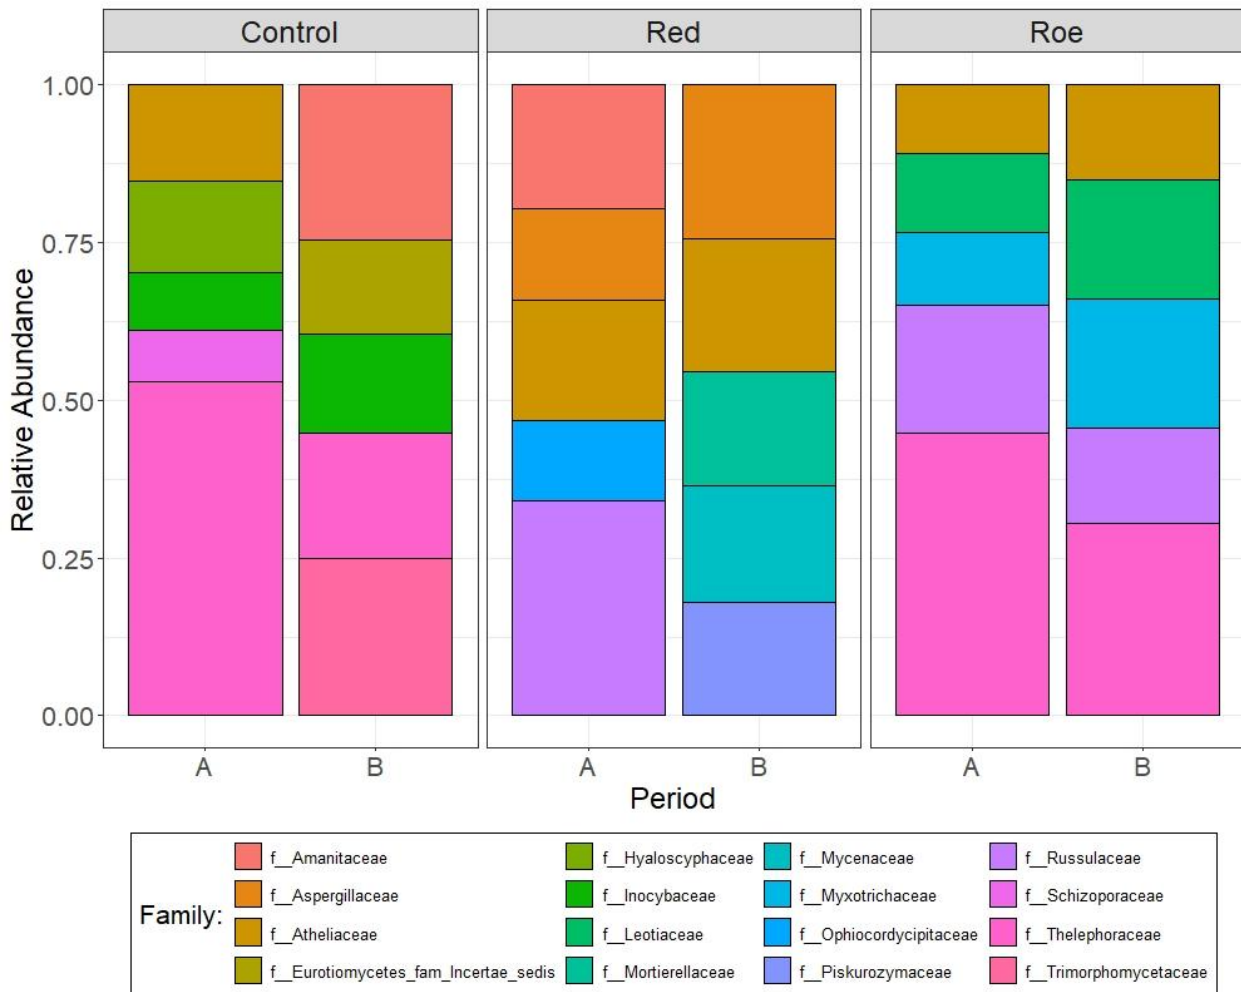 Control Red Roe
1.00
0.75
0.50
0.25
0.00
Relative Abundance
A B A B A B
Period
Family:
f__Amanitaceae f__Hyaloscyphaceae f__Mycenaceae f__Russulaceae
f__Aspergillaceae f__Inocybaceae f__Myxotrichaceae f__Schizoporaceae
f__Atheliaceae f__Leotiaceae f__Ophiocordycipitaceae f__Thelephoraceae
f__Eurotiomycetes_fam_Incertae_sedis f__Mortierellaceae f__Piskurozymaceae f__Trimorphomycetaceae